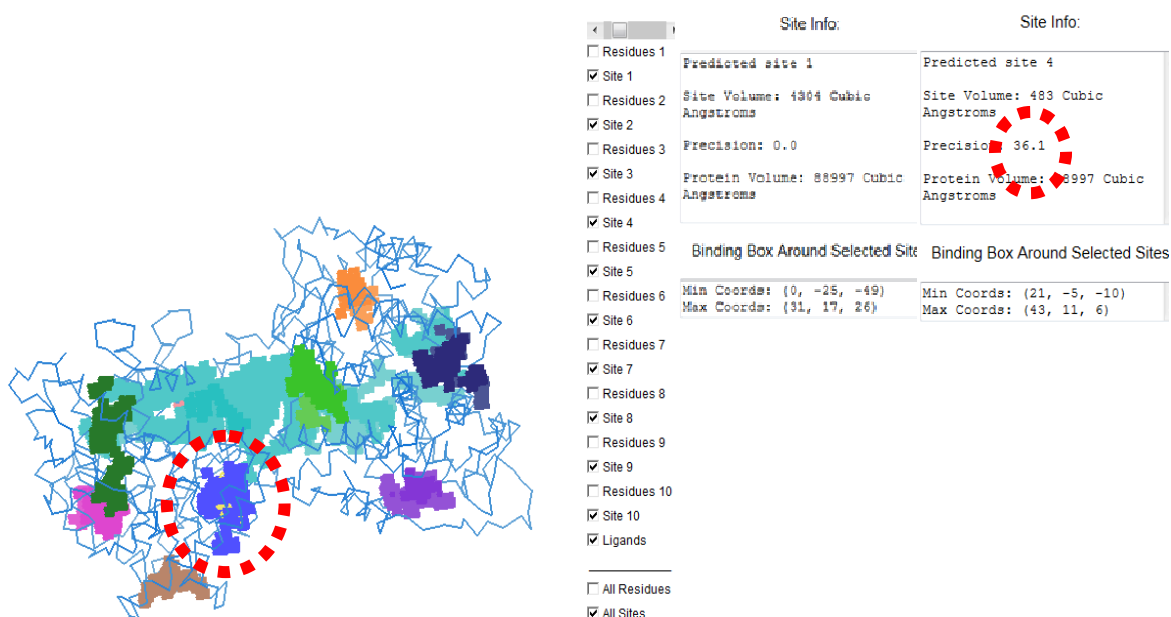 Residues 1
Site 1
Residues 2
Site 2
Residues 3
Site 3
Residues 4
Site 4
Residues 5
Site 5
Residues 6
Site 6
Residues 7
Site 7
Residues 8
Site 8
Residues 9
Site 9
Residues 10
Site 10
Ligands
All Residues
All Sites
Site Info:
Predicted site 1
Site Volume: 4304 Cubic
Angstroms
Precision: 0.0
Protein Volume: 88997 Cubic
Angstroms
Binding Box Around Selected Site
Min Coords: (0, -25, -49)
Max Coords: (31, 17, 26)
Site Info:
Predicted site 4
Site Volume: 483 Cubic
Angstroms
Precision: 36.1
Protein Volume: 88997 Cubic
Angstroms
Binding Box Around Selected Sites
Min Coords: (21, -5, -10)
Max Coords: (43, 11, 6)